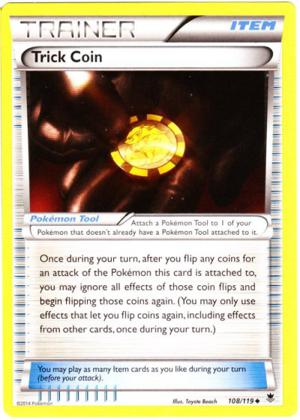 TRAINER
ITEM
Trick Coin
Pokémon Tool
Attach a Pokémon Tool to 1 of your
Pokémon that doesn't already have a Pokémon Tool attached to it.
Once during your turn, after you flip any coins for
an attack of the Pokémon this card is attached to,
you may ignore all effects of those coin flips and
begin flipping those coins again. (You may only use
effects that let you flip coins again, including effects
from other cards, once during your turn.)
You may play as many Item cards as you like during your turn
(before your attack).
©2014 Pokémon
Illus. Toyste Beach
108/119